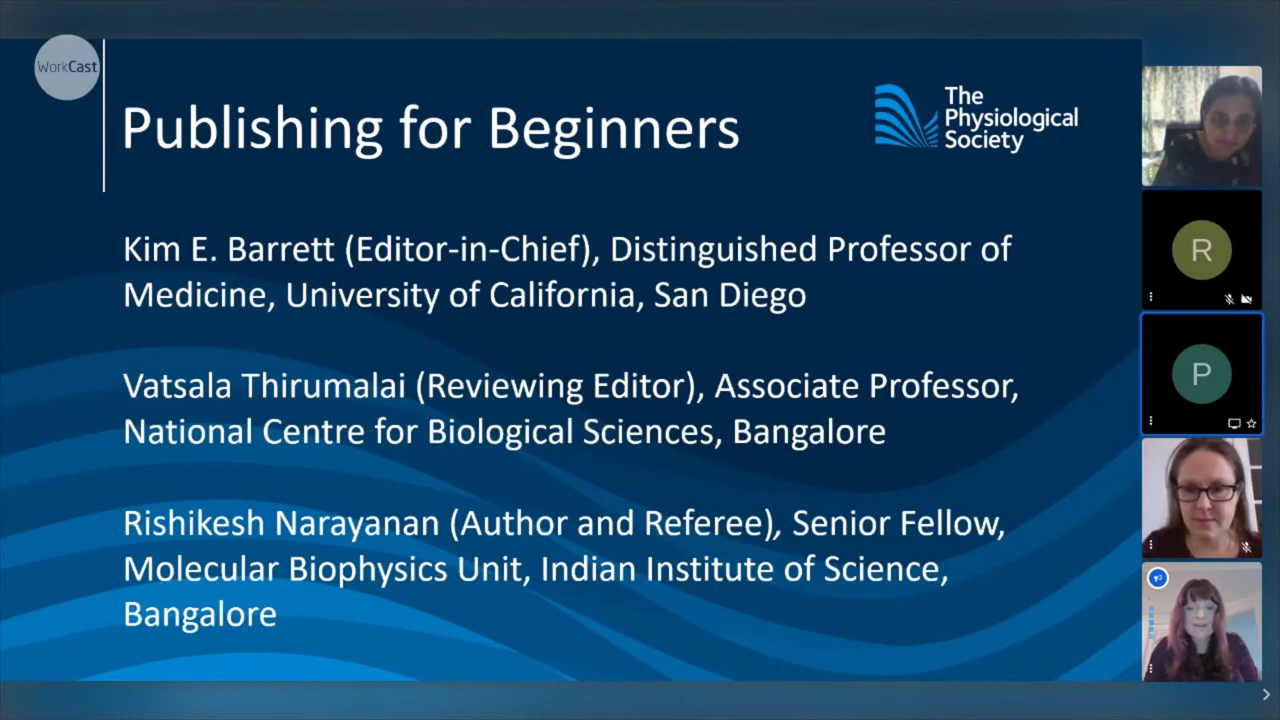 WorkCast
Publishing for Beginners
The
Physiological
Society
Kim E. Barrett (Editor-in-Chief), Distinguished Professor of
Medicine, University of California, San Diego
Vatsala Thirumalai (Reviewing Editor), Associate Professor,
National Centre for Biological Sciences, Bangalore
Rishikesh Narayanan (Author and Referee), Senior Fellow,
Molecular Biophysics Unit, Indian Institute of Science,
Bangalore
R
P